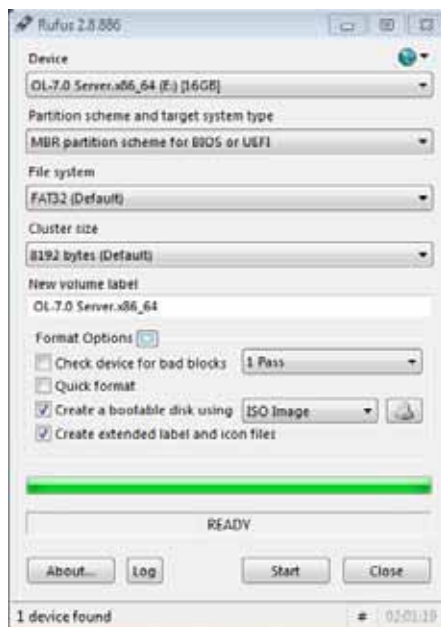 Rufus 2.8.886
Device
OL-7.0 Server.x86_64 (E:) [16GB]
Partition scheme and target system type
MBR partition scheme for BIOS or UEFI
File system
FAT32 (Default)
Cluster size
8192 bytes (Default)
New volume label
OL-7.0 Server.x86_64
Format Options
Check device for bad blocks 1 Pass
Quick format
Create a bootable disk using ISO Image
Create extended label and icon files
READY
About... Log Start Close
1 device found # 02:01:19